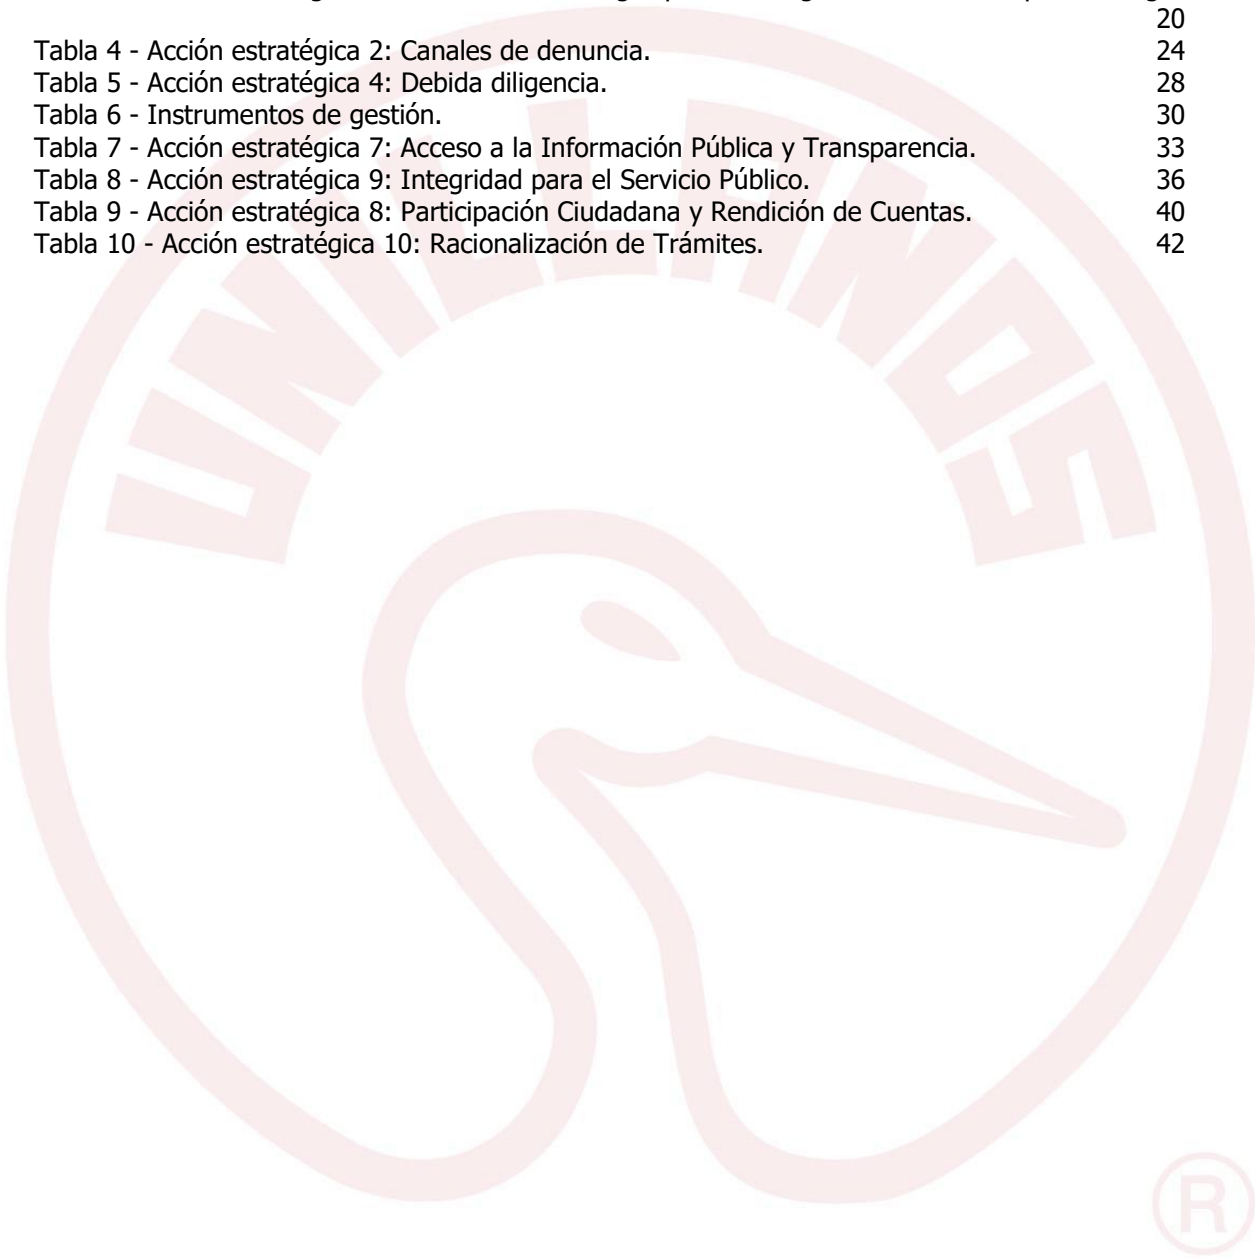 20
Tabla 4 - Acción estratégica 2: Canales de denuncia. 24
Tabla 5 - Acción estratégica 4: Debida diligencia. 28
Tabla 6 - Instrumentos de gestión. 30
Tabla 7 - Acción estratégica 7: Acceso a la Información Pública y Transparencia. 33
Tabla 8 - Acción estratégica 9: Integridad para el Servicio Público. 36
Tabla 9 - Acción estratégica 8: Participación Ciudadana y Rendición de Cuentas. 40
Tabla 10 - Acción estratégica 10: Racionalización de Trámites. 42
UNILLANOS
®